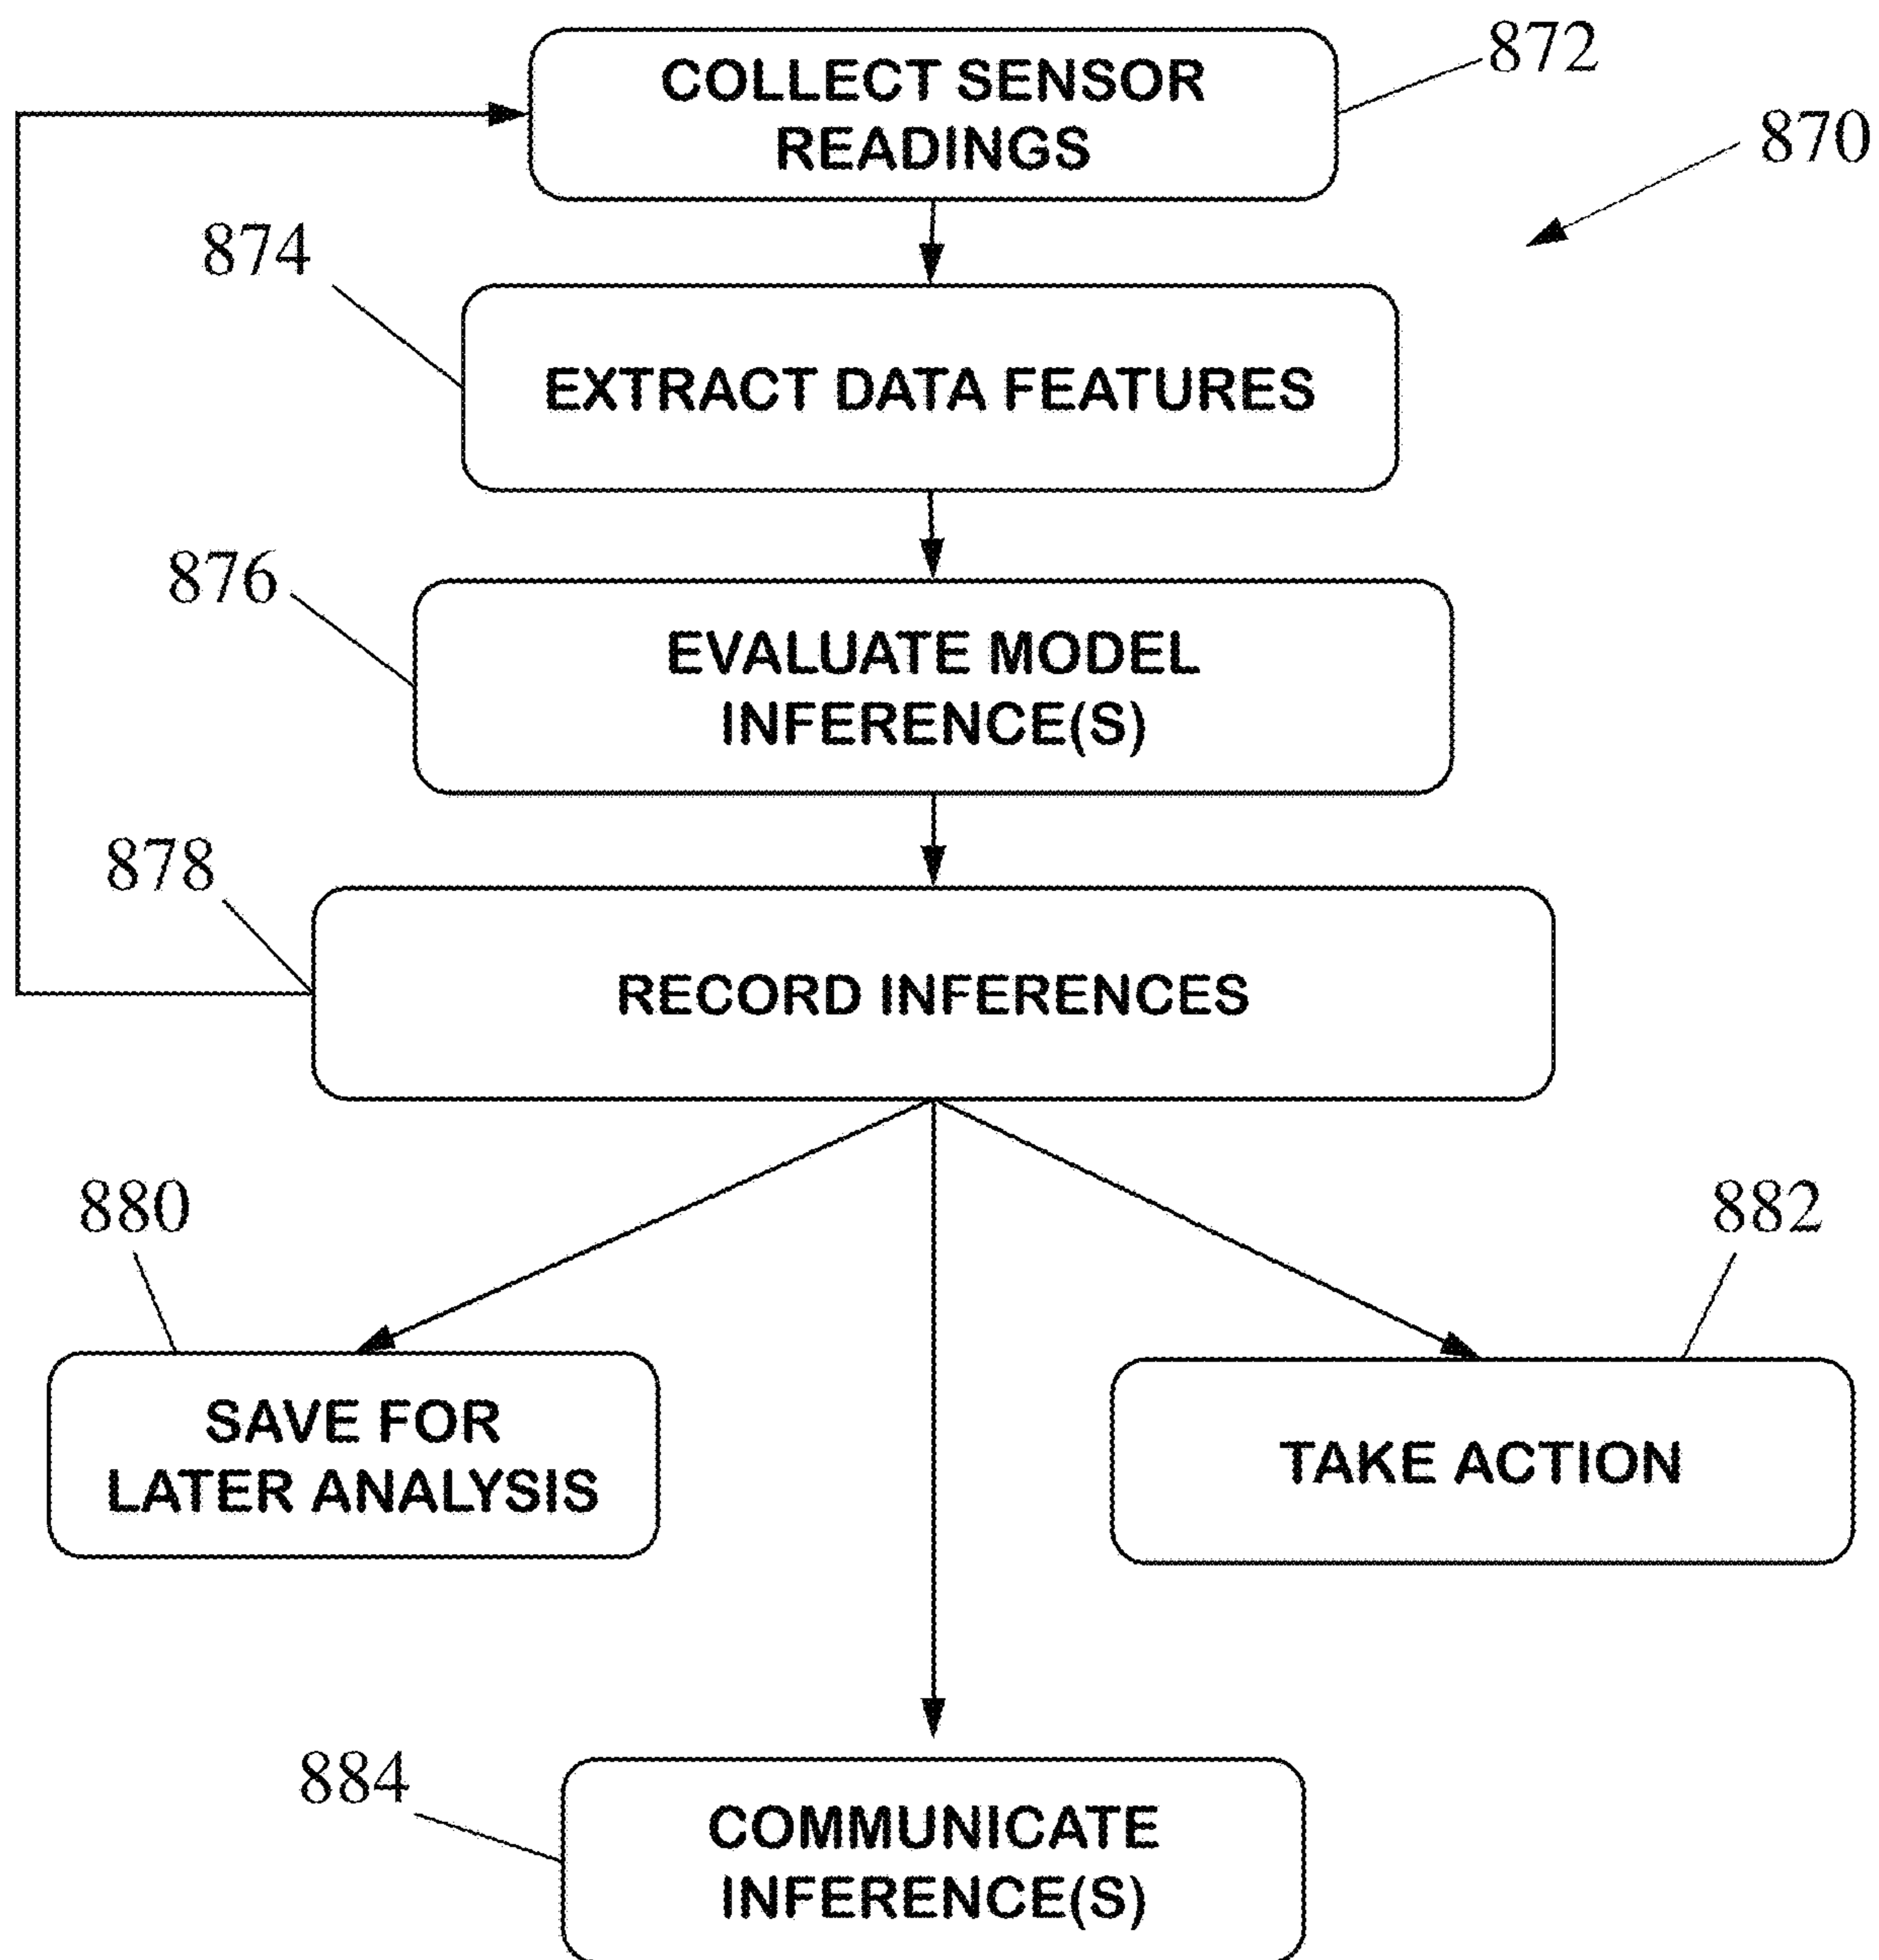 COLLECT SENSOR
READINGS
872
870
874
EXTRACT DATA FEATURES
876
EVALUATE MODEL
INFERENCE(S)
878
RECORD INFERENCES
880
882
SAVE FOR
LATER ANALYSIS
TAKE ACTION
884
COMMUNICATE
INFERENCE(S)